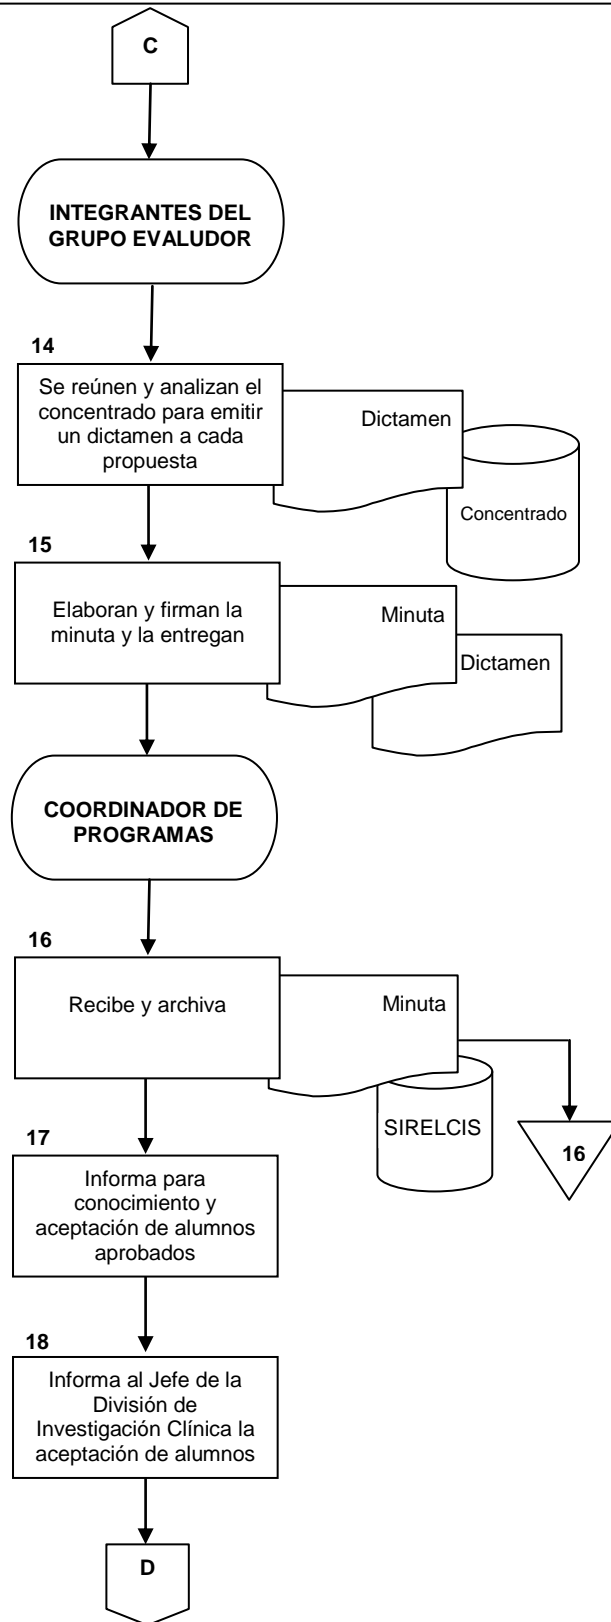 C
INTEGRANTES DEL
GRUPO EVALUDOR
14
Se reúnen y analizan el
concentrado para emitir
un dictamen a cada
propuesta
Dictamen
Concentrado
15
Elaboran y firman la
minuta y la entregan
Minuta
Dictamen
COORDINADOR DE
PROGRAMAS
16
Recibe y archiva
Minuta
SIRELCIS
16
17
Informa para
conocimiento y
aceptación de alumnos
aprobados
18
Informa al Jefe de la
División de
Investigación Clínica la
aceptación de alumnos
D